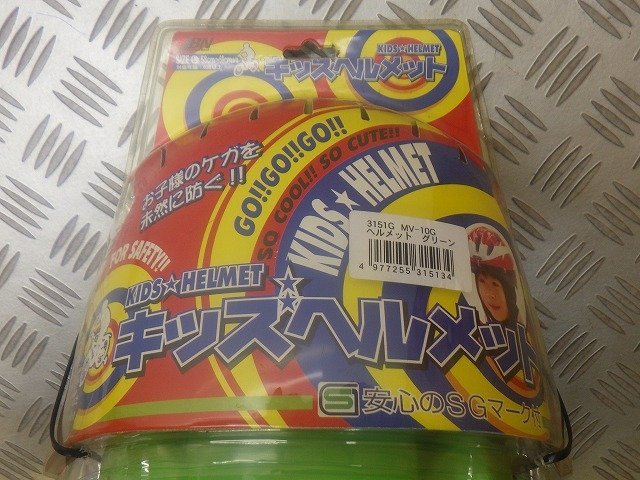 BN
KIDS★HELMET
キッズヘルメット
お子様のケガを
未然に防ぐ!!
GO!!GO!!GO!!
SO COOL!! SO CUTE!!
KIDS★HELMET
FOR SAFETY!!
3151G MV-10G
ヘルメット グリーン
4 977255 315134
KIDS★HELMET
キッズヘルメット
安心のSGマーク付